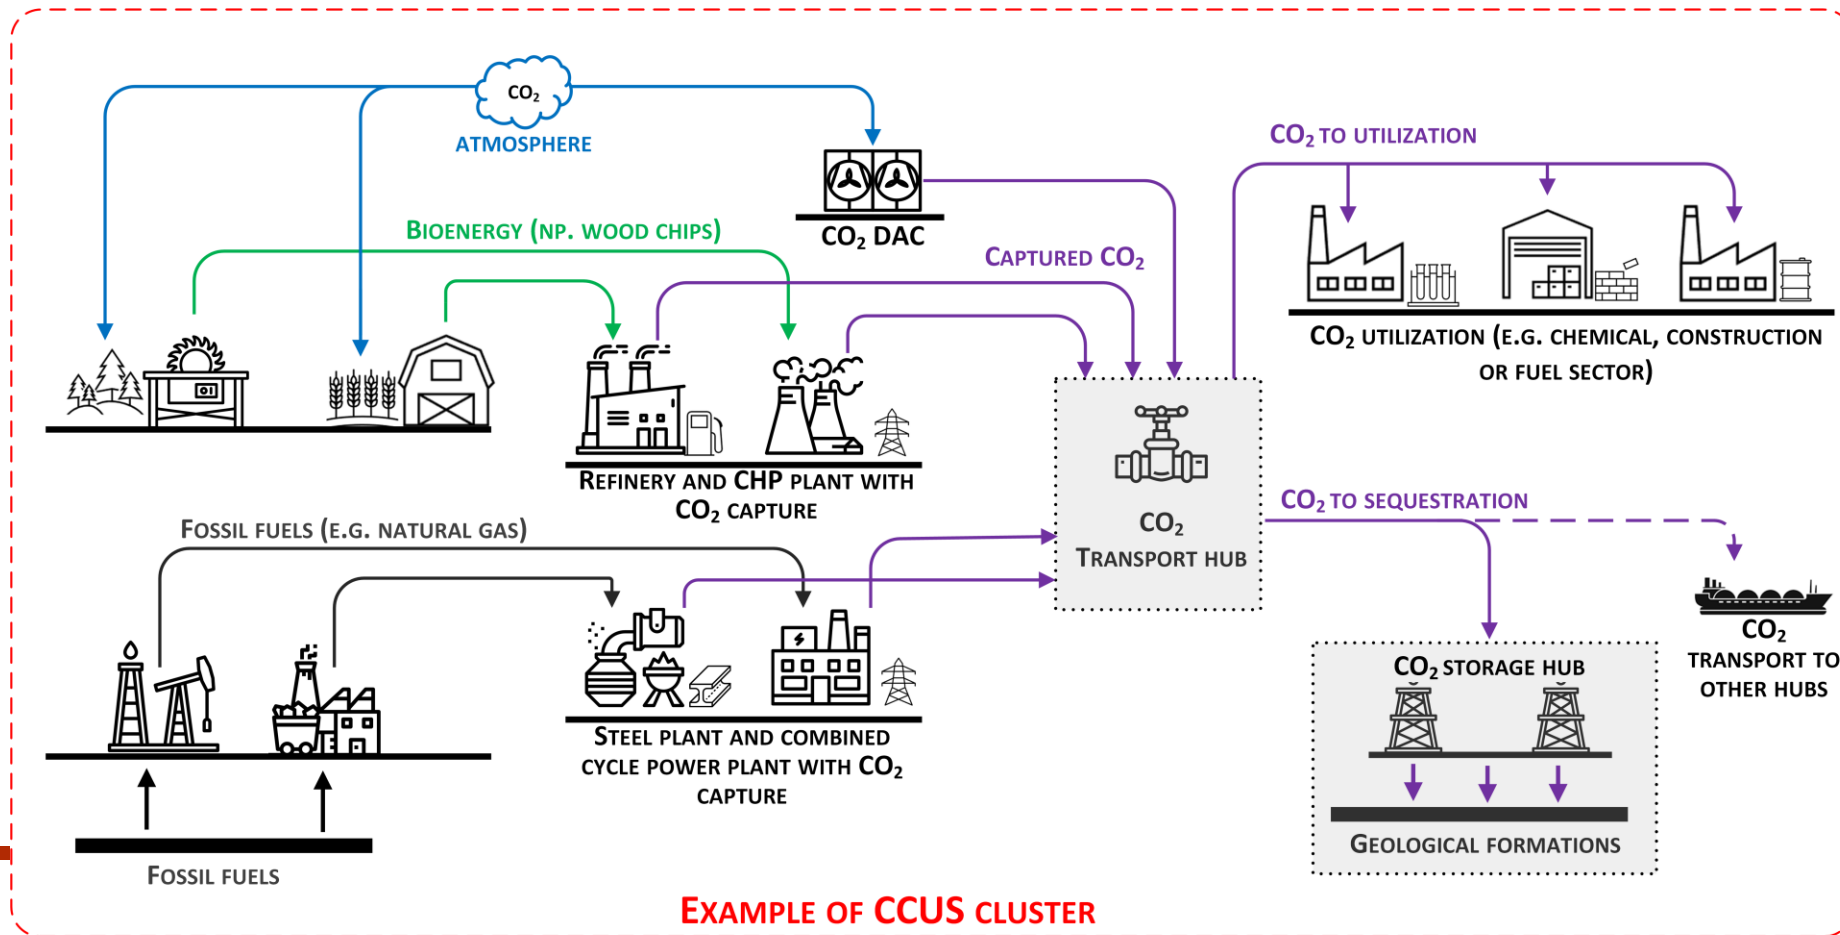 CO₂
ATMOSPHERE
CO₂ TO UTILIZATION
BIOENERGY (NP. WOOD CHIPS)
CO₂ DAC
CAPTURED CO₂
CO₂ UTILIZATION (E.G. CHEMICAL, CONSTRUCTION
OR FUEL SECTOR)
REFINERY AND CHP PLANT WITH
CO₂ CAPTURE
CO₂
TRANSPORT HUB
CO₂ TO SEQUESTRATION
FOSSIL FUELS (E.G. NATURAL GAS)
CO₂
TRANSPORT TO
OTHER HUBS
CO₂ STORAGE HUB
STEEL PLANT AND COMBINED
CYCLE POWER PLANT WITH CO₂
CAPTURE
GEOLOGICAL FORMATIONS
FOSSIL FUELS
EXAMPLE OF CCUS CLUSTER